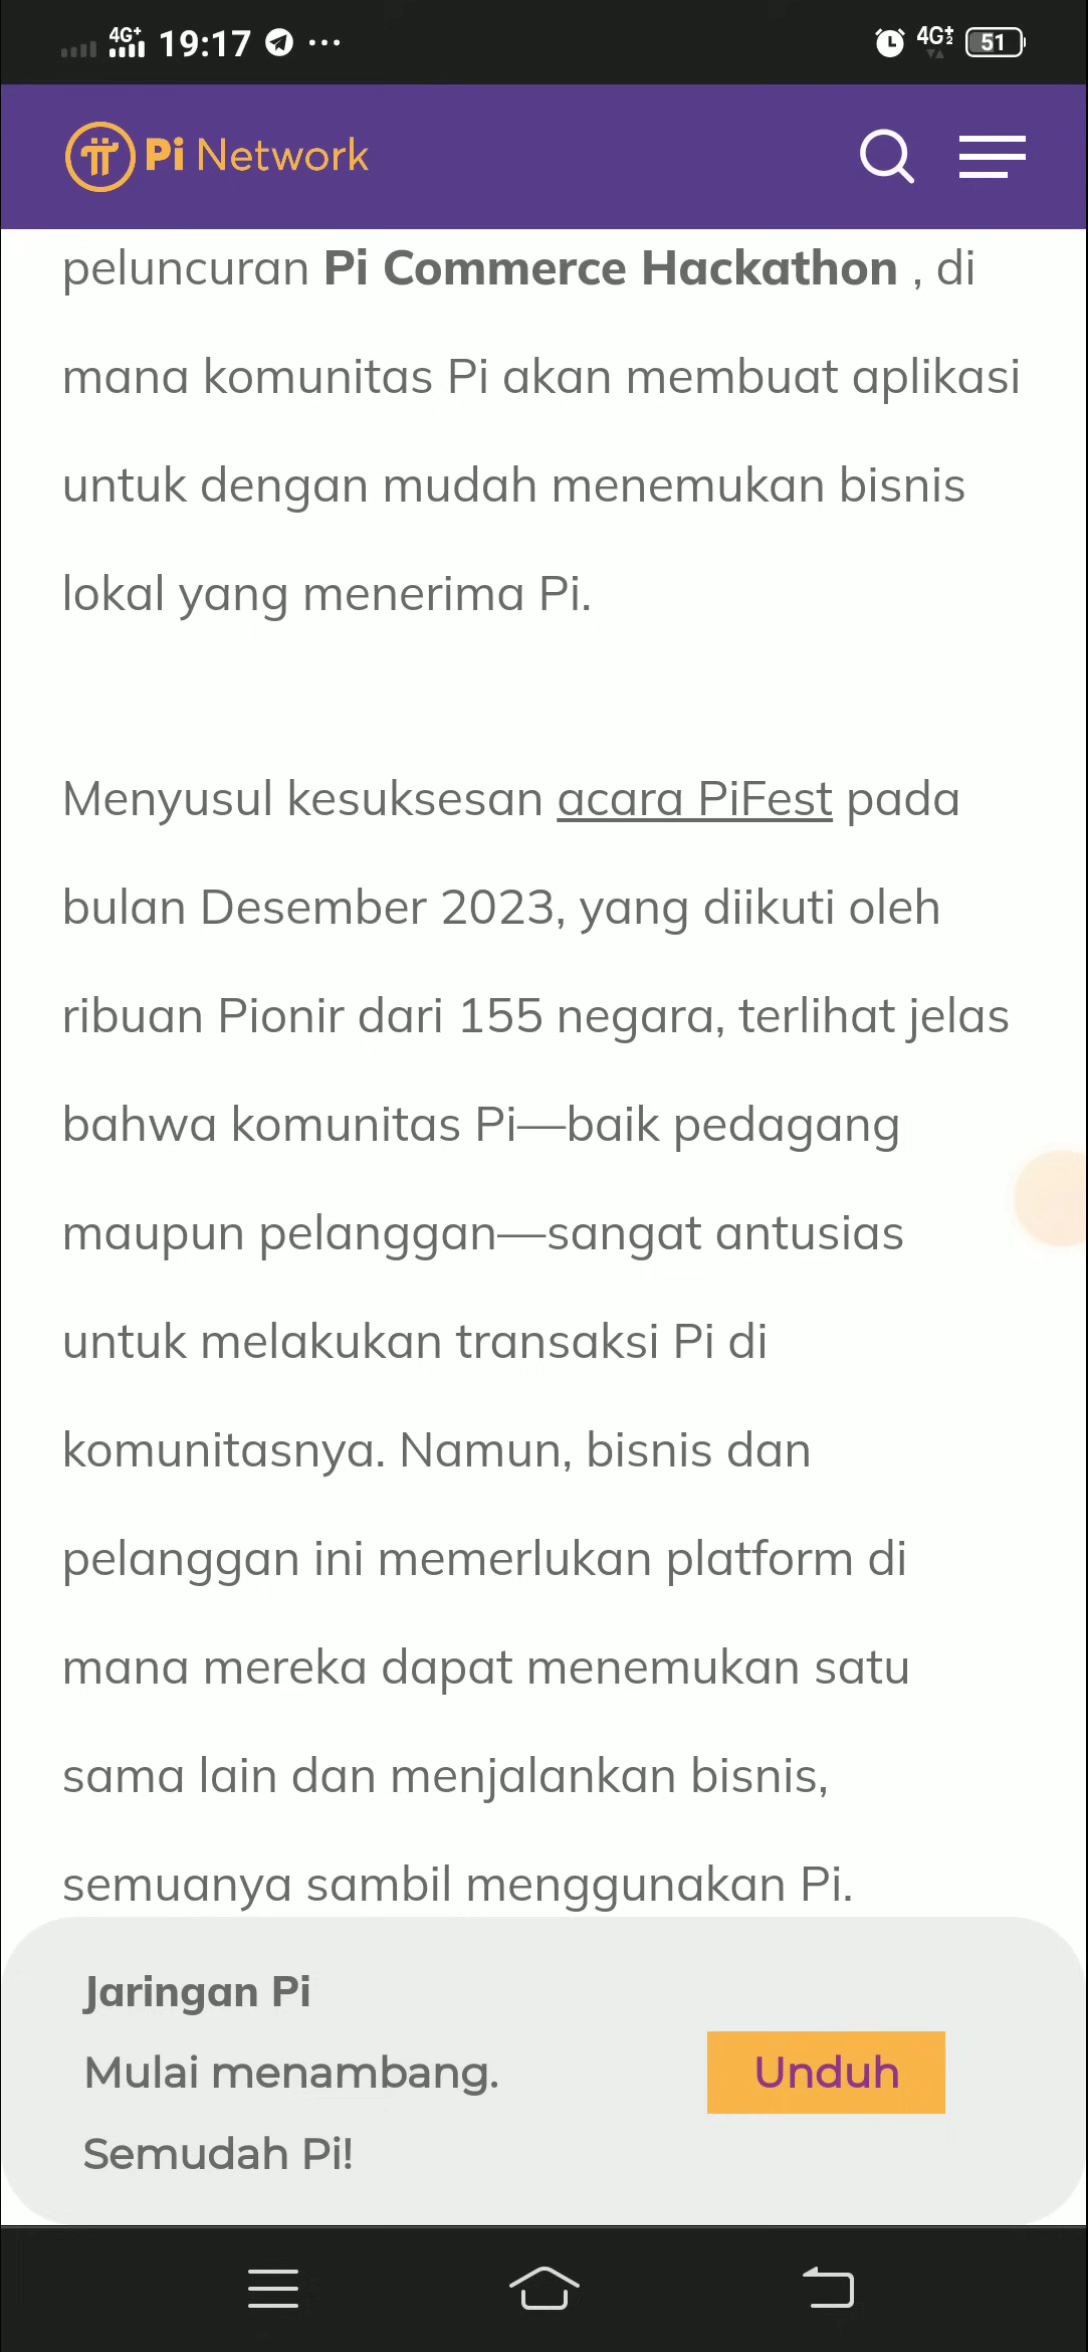 4G+ 19:17 ...
4G+2 51
Pi Network
peluncuran Pi Commerce Hackathon , di
mana komunitas Pi akan membuat aplikasi
untuk dengan mudah menemukan bisnis
lokal yang menerima Pi.
Menyusul kesuksesan acara PiFest pada
bulan Desember 2023, yang diikuti oleh
ribuan Pionir dari 155 negara, terlihat jelas
bahwa komunitas Pi—baik pedagang
maupun pelanggan—sangat antusias
untuk melakukan transaksi Pi di
komunitasnya. Namun, bisnis dan
pelanggan ini memerlukan platform di
mana mereka dapat menemukan satu
sama lain dan menjalankan bisnis,
semuanya sambil menggunakan Pi.
Jaringan Pi
Mulai menambang.
Semudah Pi!
Unduh